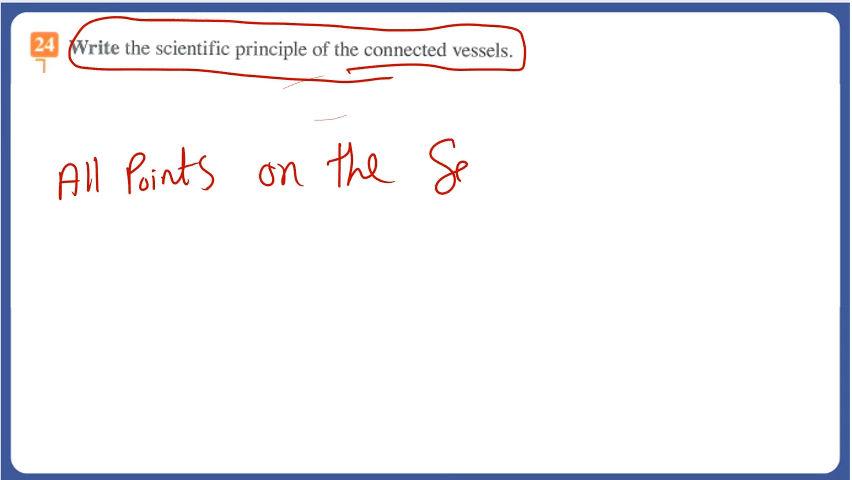 24 Write the scientific principle of the connected vessels.
All Points on the